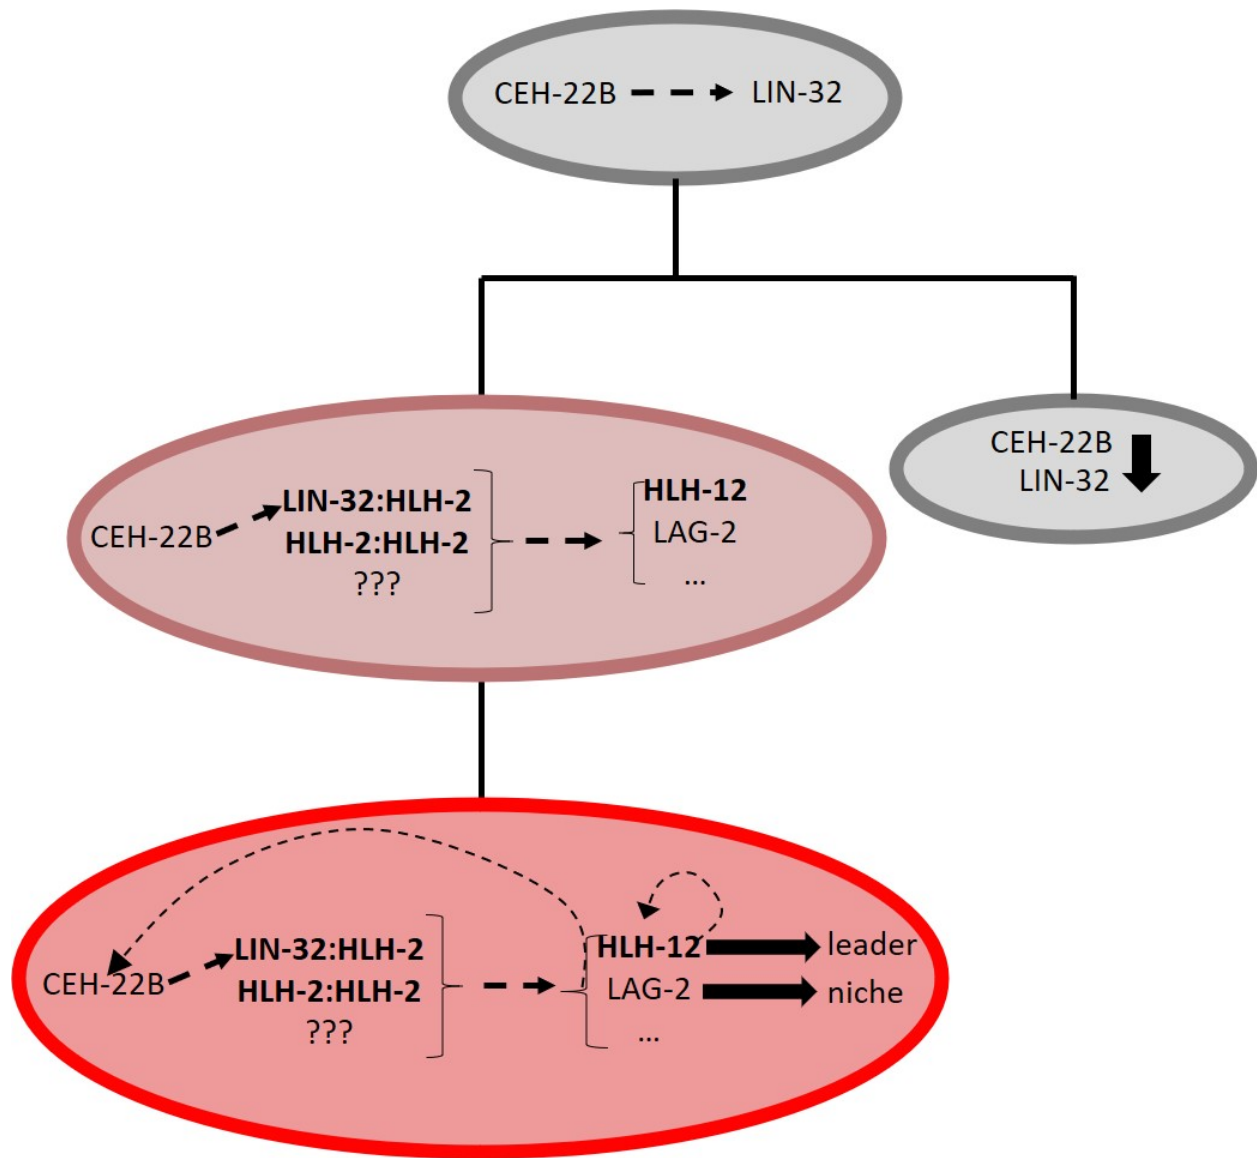 CEH-22B LIN-32
CEH-22B
LIN-32
CEH-22B
LIN-32:HLH-2
HLH-2:HLH-2
???
HLH-12
LAG-2
...
CEH-22B
LIN-32:HLH-2
HLH-2:HLH-2
???
HLH-12 leader
LAG-2 niche
...